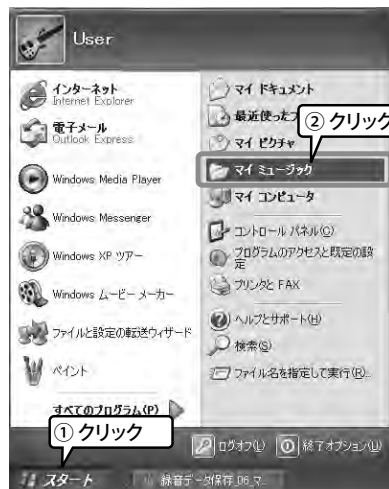 User
インターネット
Internet Explorer
電子メール
Outlook Express
Windows Media Player
Windows Messenger
Windows XP ツアー
Windows ムービー メーカー
ファイルと設定の転送ウィザード
ペイント
すべてのプログラム(P)
① クリック
マイ ドキュメント
最近使ったフ
② クリック
マイ ピクチャ
マイ ミュージック
マイ コンピュータ
コントロール パネル(C)
プログラムのアクセスと既定の設
定
プリンタと FAX
ヘルプとサポート(H)
検索(S)
ファイル名を指定して実行(R)...
ログオフ(L)
終了オプション(U)
スタート
録音データ保存_06_マ...